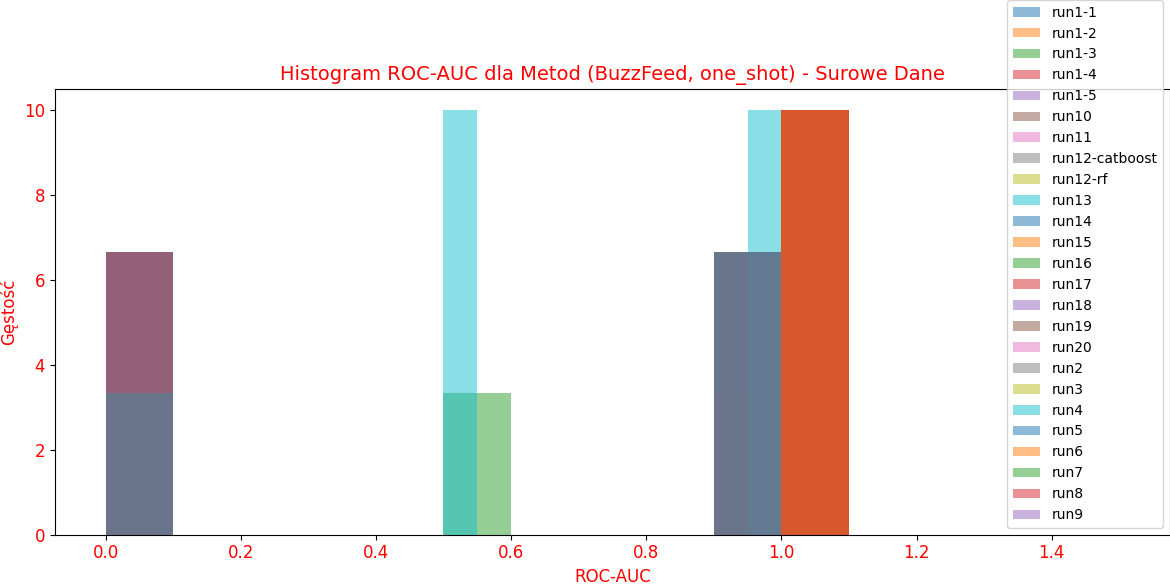 Histogram ROC-AUC dla Metod (BuzzFeed, one_shot) - Surowe Dane
Gęstość
10
8
6
4
2
0
0.0 0.2 0.4 0.6 0.8 1.0 1.2 1.4
ROC-AUC
run1-1
run1-2
run1-3
run1-4
run1-5
run10
run11
run12-catboost
run12-rf
run13
run14
run15
run16
run17
run18
run19
run20
run2
run3
run4
run5
run6
run7
run8
run9